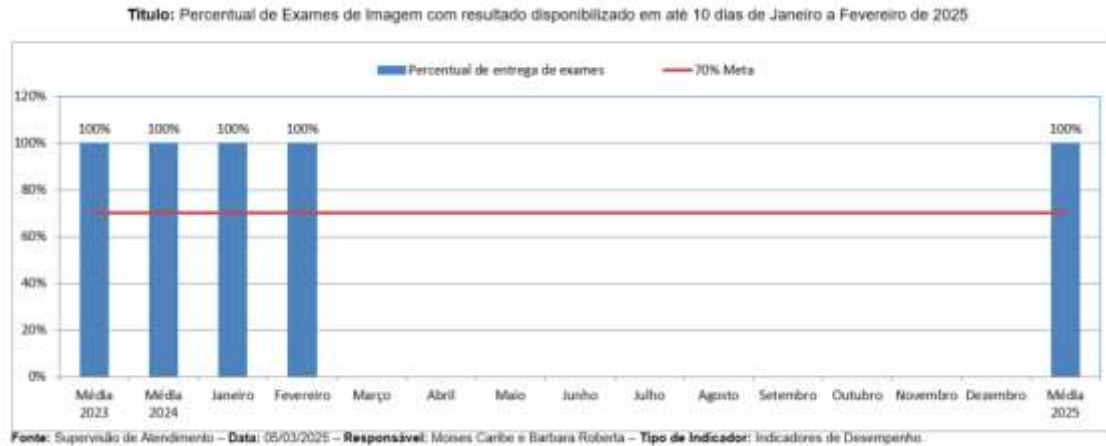 Título: Percentual de Exames de Imagem com resultado disponibilizado em até 10 dias de Janeiro a Fevereiro de 2025
Percentual de entrega de exames
70% Meta
120%
100%
80%
60%
40%
20%
0%
100%
100%
100%
100%
100%
Média 2023
Média 2024
Janeiro
Fevereiro
Março
Abril
Maio
Junho
Julho
Agosto
Setembro
Outubro
Novembro
Dezembro
Média 2025
Fonte: Supervisão de Atendimento – Data: 05/03/2025 – Responsável: Moises Caribe e Barbara Roberta – Tipo de Indicador: Indicadores de Desempenho.